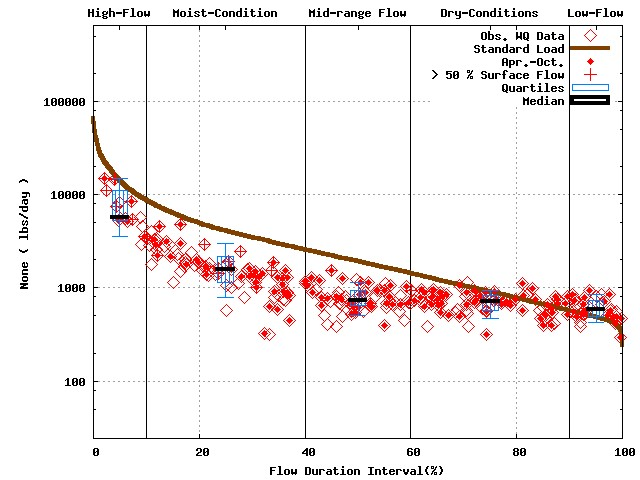 High-Flow Moist-Condition Mid-range Flow Dry-Conditions Low-Flow
Obs. WQ Data
Standard Load
Apr.-Oct.
> 50 % Surface Flow
Quartiles
Median
100000
10000
1000
100
None ( lbs/day )
0 20 40 60 80 100
Flow Duration Interval(%)